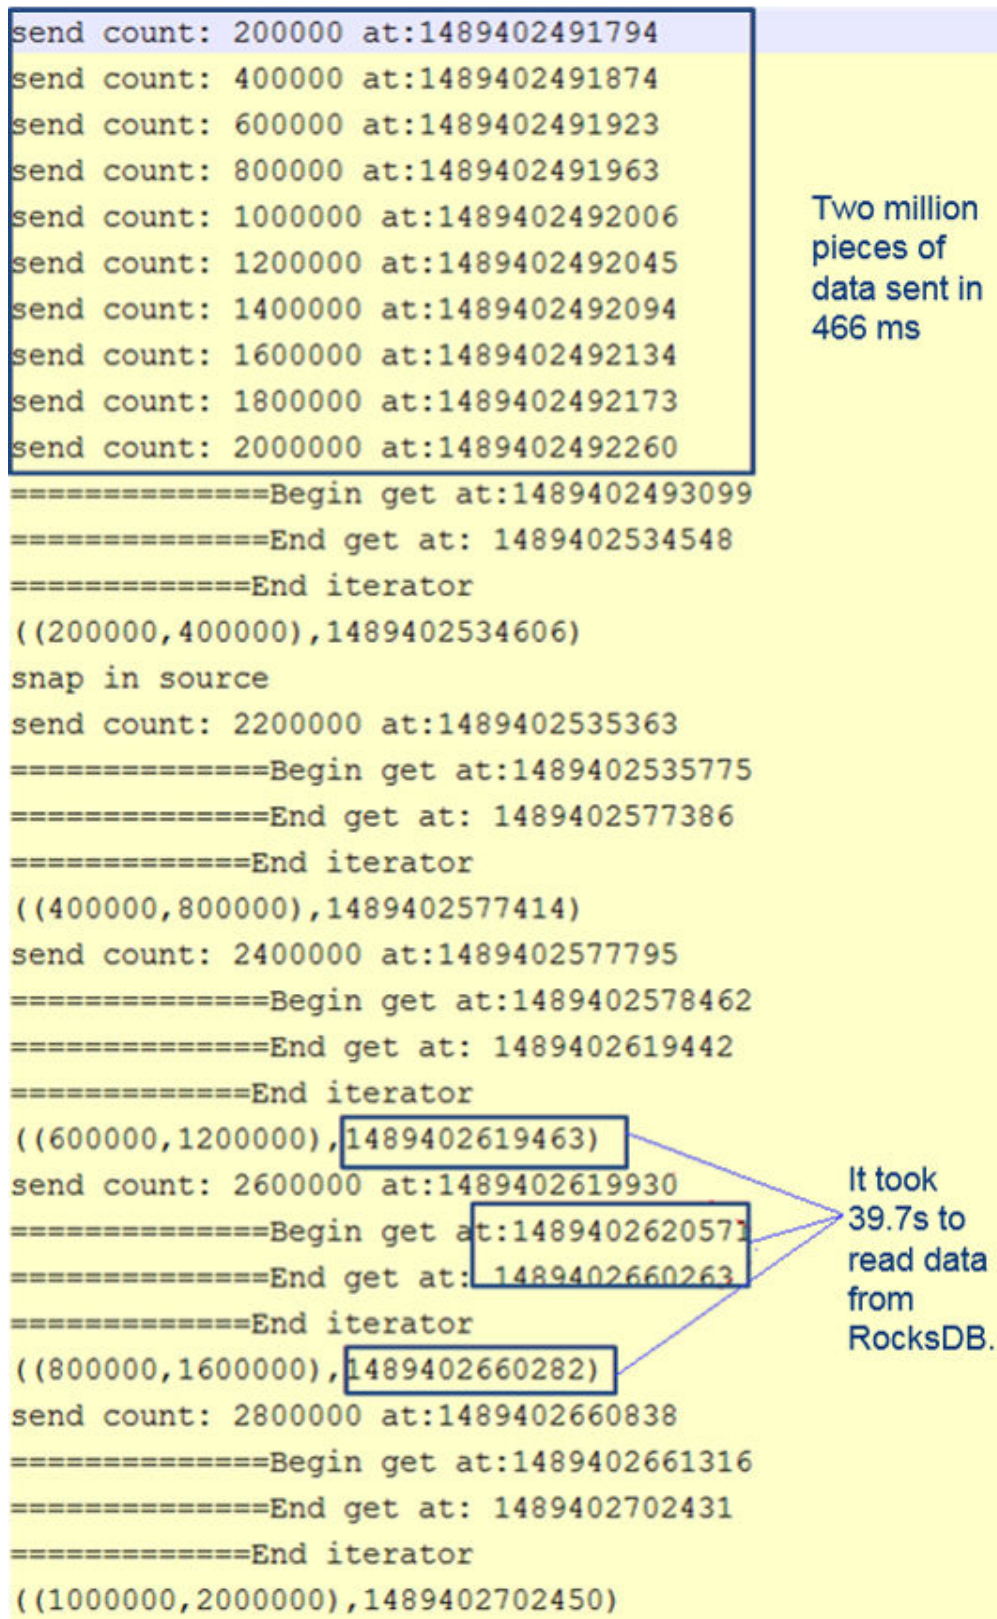 send count: 200000 at:1489402491794
send count: 400000 at:1489402491874
send count: 600000 at:1489402491923
send count: 800000 at:1489402491963
send count: 1000000 at:1489402492006
send count: 1200000 at:1489402492045
send count: 1400000 at:1489402492094
send count: 1600000 at:1489402492134
send count: 1800000 at:1489402492173
send count: 2000000 at:1489402492260
Two million
pieces of
data sent in
466 ms
==============Begin get at:1489402493099
==============End get at: 1489402534548
=============End iterator
((200000,400000),1489402534606)
snap in source
send count: 2200000 at:1489402535363
==============Begin get at:1489402535775
==============End get at: 1489402577386
=============End iterator
((400000,800000),1489402577414)
send count: 2400000 at:1489402577795
==============Begin get at:1489402578462
==============End get at: 1489402619442
=============End iterator
((600000,1200000),1489402619463)
send count: 2600000 at:1489402619930
==============Begin get at:1489402620571
==============End get at: 1489402660263
=============End iterator
((800000,1600000),1489402660282)
It took
39.7s to
read data
from
RocksDB.
send count: 2800000 at:1489402660838
==============Begin get at:1489402661316
==============End get at: 1489402702431
=============End iterator
((1000000,2000000),1489402702450)